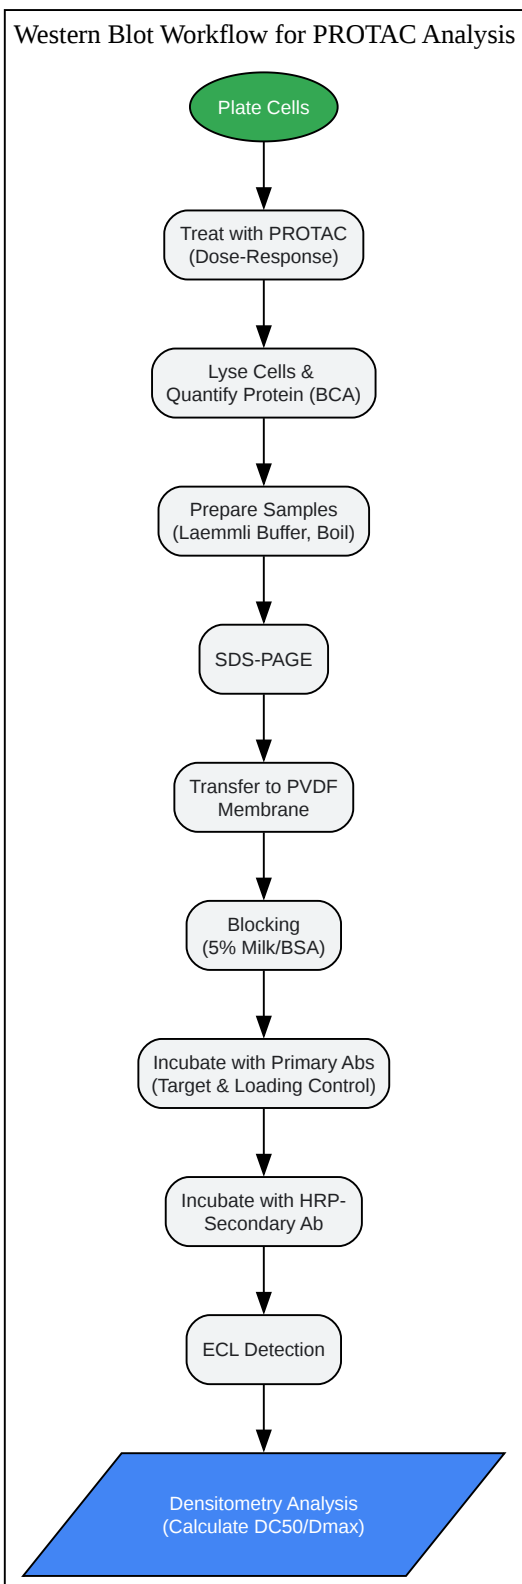 Western Blot Workflow for PROTAC Analysis
Plate Cells
Treat with PROTAC
(Dose-Response)
Lyse Cells &
Quantify Protein (BCA)
Prepare Samples
(Laemmli Buffer, Boil)
SDS-PAGE
Transfer to PVDF
Membrane
Blocking
(5% Milk/BSA)
Incubate with Primary Abs
(Target & Loading Control)
Incubate with HRP-
Secondary Ab
ECL Detection
Densitometry Analysis
(Calculate DC50/Dmax)